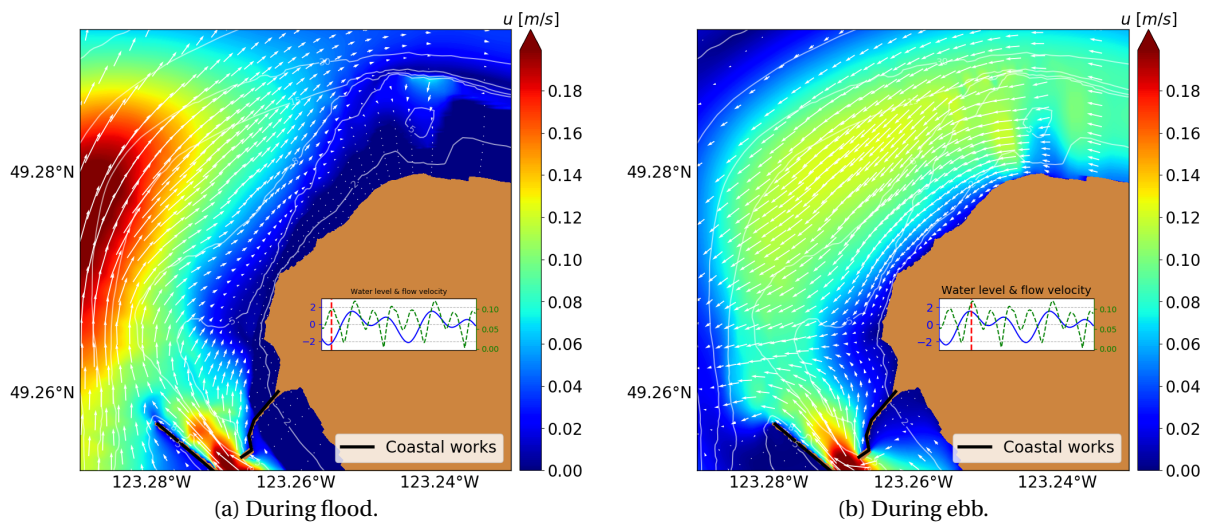 u [m/s]
u [m/s]
0.18
0.16
0.14
0.12
0.10
0.08
0.06
0.04
0.02
0.00
0.18
0.16
0.14
0.12
0.10
0.08
0.06
0.04
0.02
0.00
49.28°N
49.26°N
49.28°N
49.26°N
Water level & flow velocity
2
0
−2
0.10
0.05
0.00
Water level & flow velocity
2
0
−2
0.10
0.05
0.00
Coastal works
Coastal works
123.28°W 123.26°W 123.24°W
123.28°W 123.26°W 123.24°W
(a) During flood.
(b) During ebb.